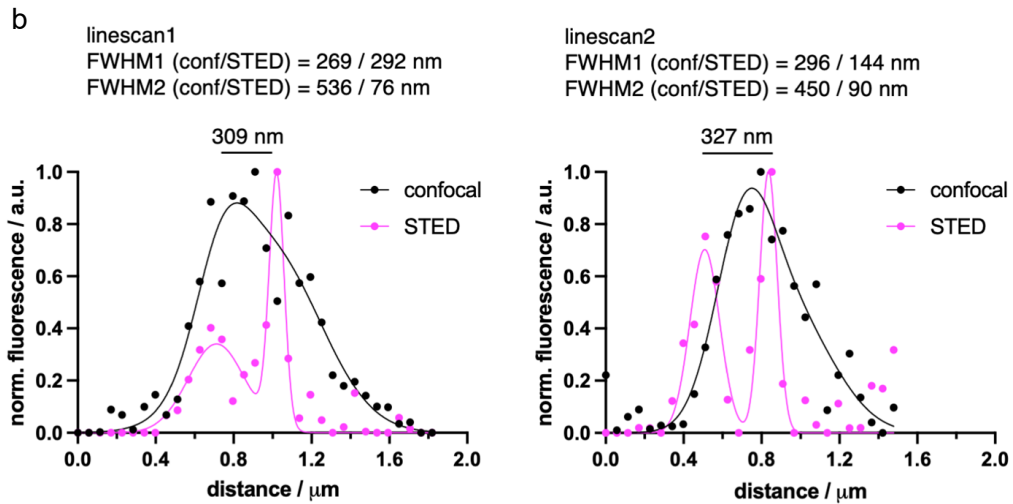 b
linescan1
FWHM1 (conf/STED) = 269 / 292 nm
FWHM2 (conf/STED) = 536 / 76 nm
309 nm
1.0
0.8
0.6
0.4
0.2
0.0
norm. fluorescence / a.u.
confocal
STED
0.0 0.4 0.8 1.2 1.6 2.0
distance / μm
linescan2
FWHM1 (conf/STED) = 296 / 144 nm
FWHM2 (conf/STED) = 450 / 90 nm
327 nm
1.0
0.8
0.6
0.4
0.2
0.0
norm. fluorescence / a.u.
confocal
STED
0.0 0.4 0.8 1.2 1.6 2.0
distance / μm